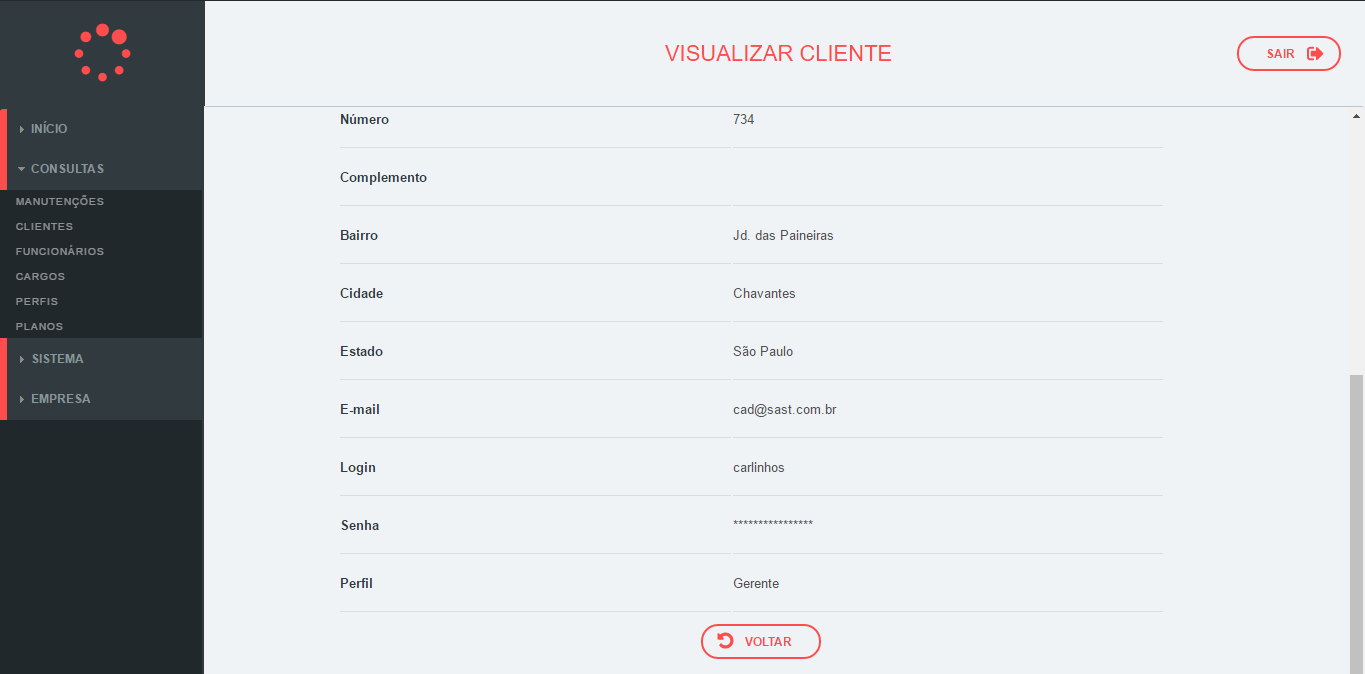 VISUALIZAR CLIENTE
SAIR
INÍCIO
CONSULTAS
MANUTENÇÕES
CLIENTES
FUNCIONÁRIOS
CARGOS
PERFIS
PLANOS
SISTEMA
EMPRESA
Número 734
Complemento
Bairro Jd. das Paineiras
Cidade Chavantes
Estado São Paulo
E-mail cad@sast.com.br
Login carlinhos
Senha ****************
Perfil Gerente
VOLTAR